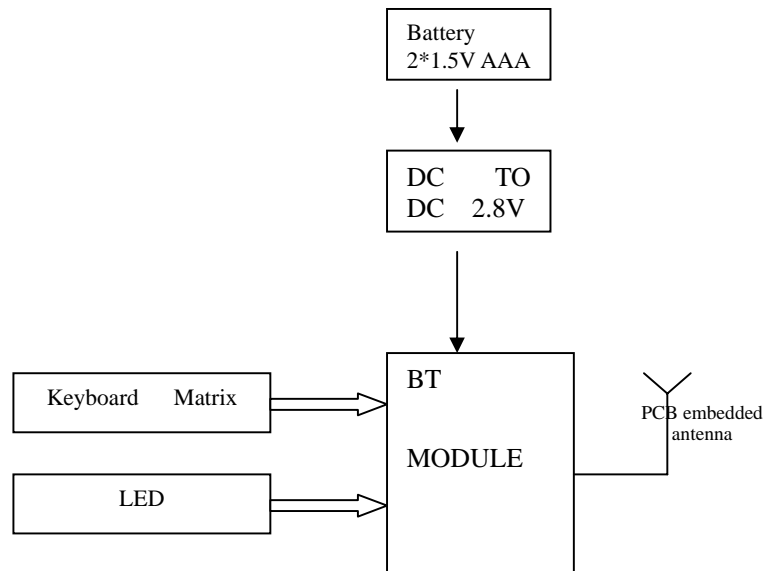 Battery
2*1.5V AAA
DC TO
DC 2.8V
BT
MODULE
Keyboard Matrix
LED
PCB embedded
antenna